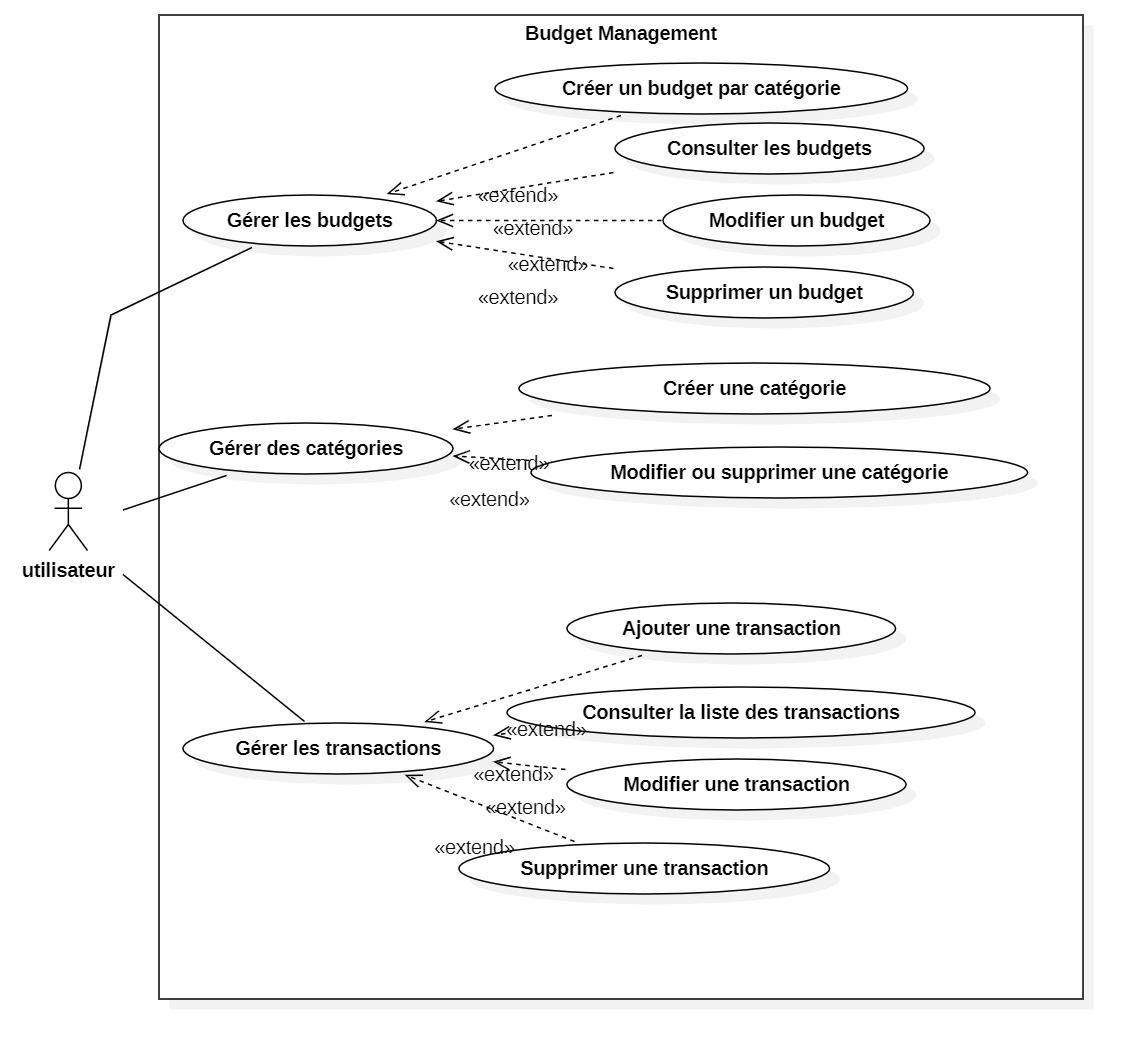 Budget Management
Créer un budget par catégorie
Consulter les budgets
«extend»
Gérer les budgets
Modifier un budget
«extend»
«extend»
Supprimer un budget
«extend»
Créer une catégorie
Gérer des catégories
«extend»
Modifier ou supprimer une catégorie
«extend»
utilisateur
Ajouter une transaction
Consulter la liste des transactions
«extend»
Gérer les transactions
«extend»
Modifier une transaction
«extend»
«extend»
Supprimer une transaction